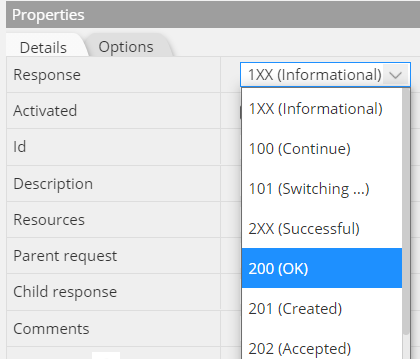 Properties
Details Options
Response 1XX (Informational)
Activated
1XX (Informational)
Id
100 (Continue)
Description
101 (Switching ...)
Resources
2XX (Successful)
Parent request
200 (OK)
Child response
201 (Created)
Comments
202 (Accepted)